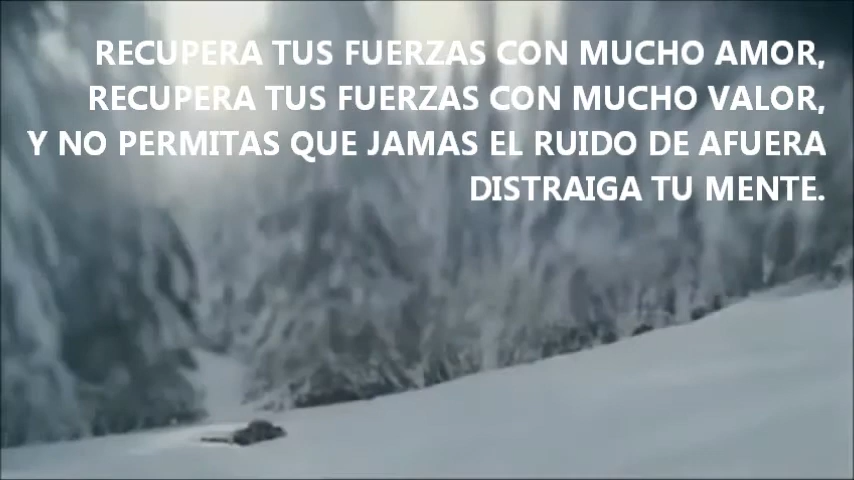 RECUPERA TUS FUERZAS CON MUCHO AMOR,
RECUPERA TUS FUERZAS CON MUCHO VALOR,
Y NO PERMITAS QUE JAMAS EL RUIDO DE AFUERA
DISTRAIGA TU MENTE.